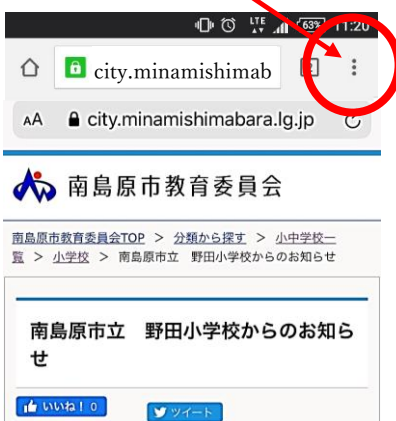 LTE 63% 11:20
city.minamishimab
AA city.minamishimabara.lg.jp
南島原市教育委員会
南島原市教育委員会TOP > 分類から探す > 小中学校一
覧 > 小学校 > 南島原市立 野田小学校からのお知らせ
南島原市立 野田小学校からのお知ら
せ
いいね！ 0 ツイート